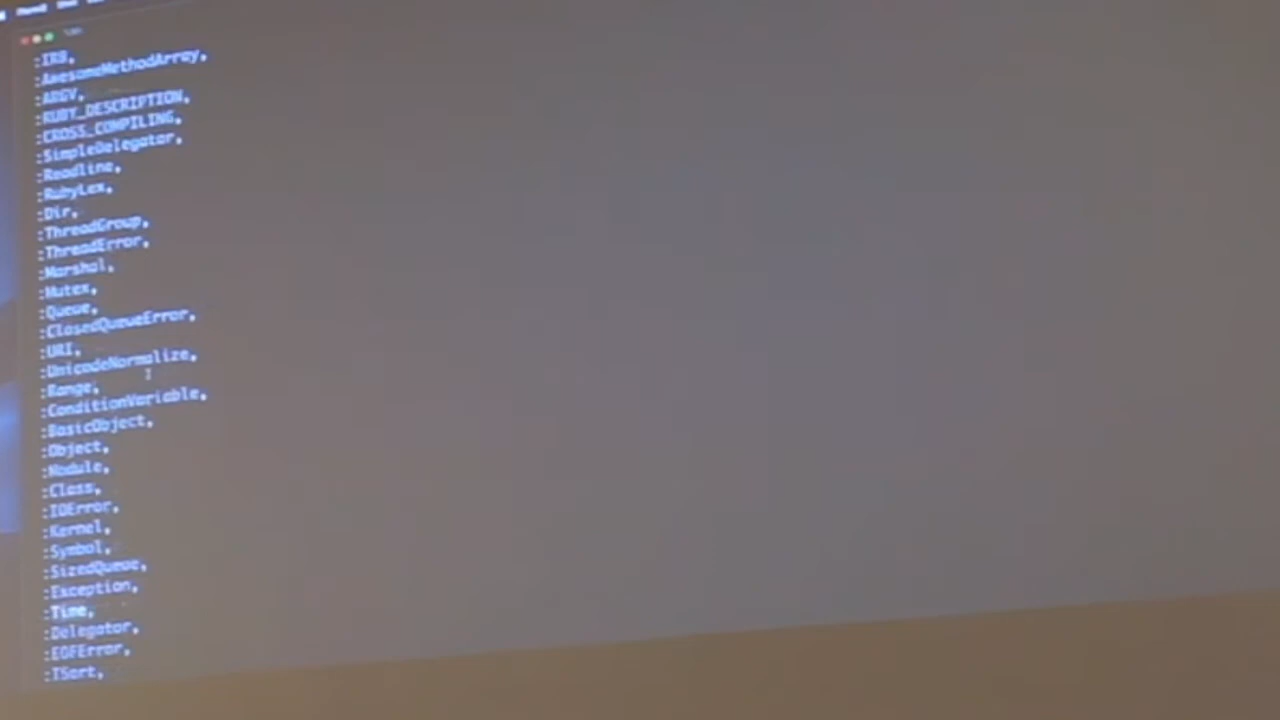 :IRB,
:AwesomeMethodArray,
:ARGV,
:RUBY_DESCRIPTION,
:CROSS_COMPILING,
:SimpleDelegator,
:Readline,
:RubyLex,
:Dir,
:ThreadGroup,
:ThreadError,
:Marshal,
:Mutex,
:Queue,
:ClosedQueueError,
:URI,
:UnicodeNormalize,
:Range,
:ConditionVariable,
:BasicObject,
:Object,
:Module,
:Class,
:IOError,
:Kernel,
:Symbol,
:SizedQueue,
:Exception,
:Time,
:Delegator,
:EOFError,
:TSort,